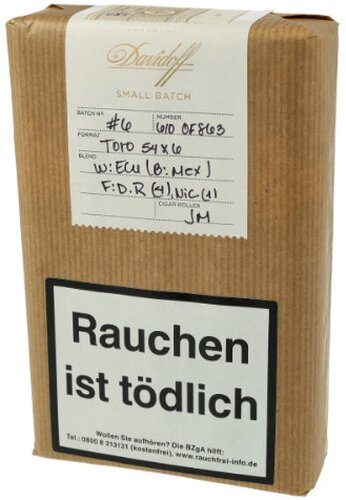 Davidoff
SMALL BATCH
BATCH Nº #6 NUMBER 610 OF 863
FORMAT Toro 54x6
BLEND W: ECU (B: MEX)
F: D.R (4), NIC (1)
CIGAR ROLLER JM
Rauchen
ist tödlich
Wollen Sie aufhören? Die BZgA hilft:
Tel.: 0800 8 313131 (kostenfrei), www.rauchfrei-info.de